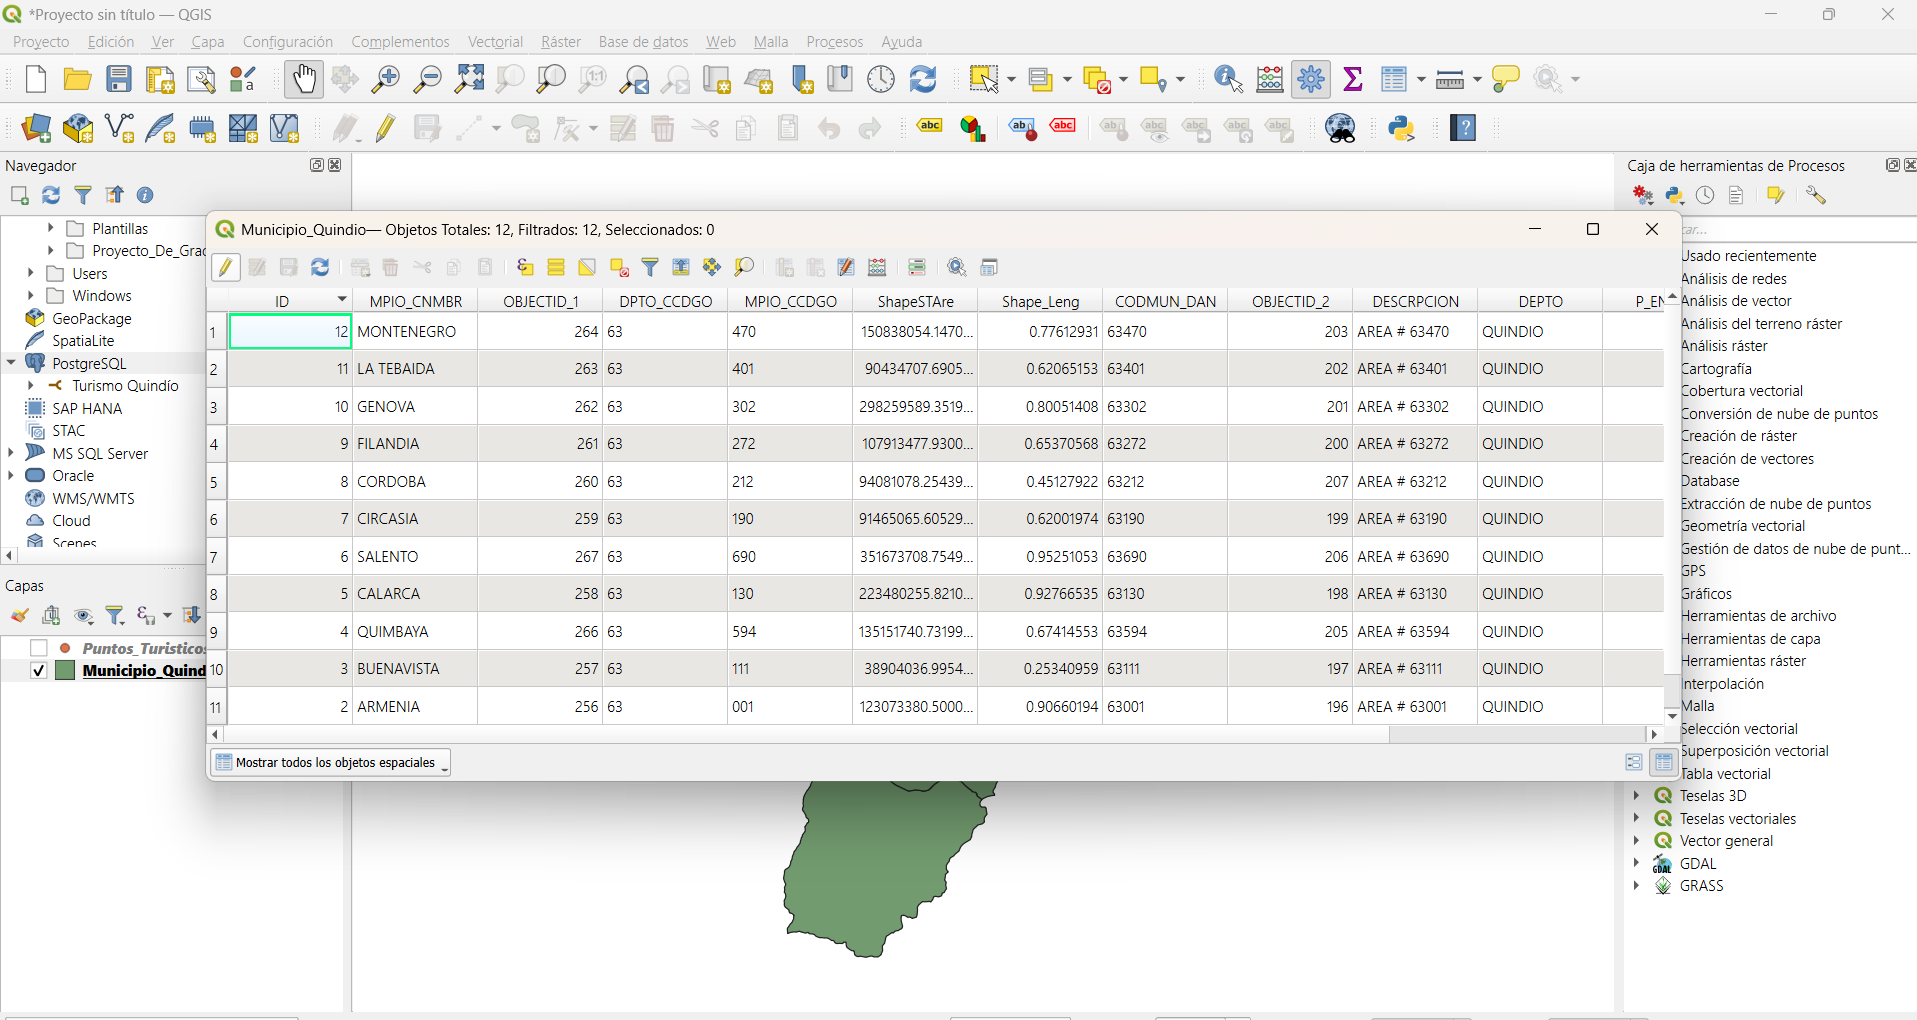 *Proyecto sin título — QGIS
Proyecto Edición Ver Capa Configuración Complementos Vectorial Ráster Base de datos Web Malla Procesos Ayuda
Navegador
Plantillas
Proyecto_De_Grad
Users
Windows
GeoPackage
SpatiaLite
PostgreSQL
Turismo Quindío
SAP HANA
STAC
MS SQL Server
Oracle
WMS/WMTS
Cloud
Scenes
Capas
Puntos_Turistico
Municipio_Quind
Municipio_Quindio— Objetos Totales: 12, Filtrados: 12, Seleccionados: 0
ID MPIO_CNMBR OBJECTID_1 DPTO_CCDGO MPIO_CCDGO ShapeSTAre Shape_Leng CODMUN_DAN OBJECTID_2 DESCRPCION DEPTO P_EN
1 12 MONTENEGRO 264 63 470 150838054.1470... 0.77612931 63470 203 AREA # 63470 QUINDIO
2 11 LA TEBAIDA 263 63 401 90434707.6905... 0.62065153 63401 202 AREA # 63401 QUINDIO
3 10 GENOVA 262 63 302 298259589.3519... 0.80051408 63302 201 AREA # 63302 QUINDIO
4 9 FILANDIA 261 63 272 107913477.9300... 0.65370568 63272 200 AREA # 63272 QUINDIO
5 8 CORDOBA 260 63 212 94081078.25439... 0.45127922 63212 207 AREA # 63212 QUINDIO
6 7 CIRCASIA 259 63 190 91465065.60529... 0.62001974 63190 199 AREA # 63190 QUINDIO
7 6 SALENTO 267 63 690 351673708.7549... 0.95251053 63690 206 AREA # 63690 QUINDIO
8 5 CALARCA 258 63 130 223480255.8210... 0.92766535 63130 198 AREA # 63130 QUINDIO
9 4 QUIMBAYA 266 63 594 135151740.73199... 0.67414553 63594 205 AREA # 63594 QUINDIO
10 3 BUENAVISTA 257 63 111 38904036.9954... 0.25340959 63111 197 AREA # 63111 QUINDIO
11 2 ARMENIA 256 63 001 123073380.5000... 0.90660194 63001 196 AREA # 63001 QUINDIO
Mostrar todos los objetos espaciales
Caja de herramientas de Procesos
car...
Usado recientemente
Análisis de redes
Análisis de vector
Análisis del terreno ráster
Análisis ráster
Cartografía
Cobertura vectorial
Conversión de nube de puntos
Creación de ráster
Creación de vectores
Database
Extracción de nube de puntos
Geometría vectorial
Gestión de datos de nube de punt...
GPS
Gráficos
Herramientas de archivo
Herramientas de capa
Herramientas ráster
Interpolación
Malla
Selección vectorial
Superposición vectorial
Tabla vectorial
Teselas 3D
Teselas vectoriales
Vector general
GDAL
GRASS